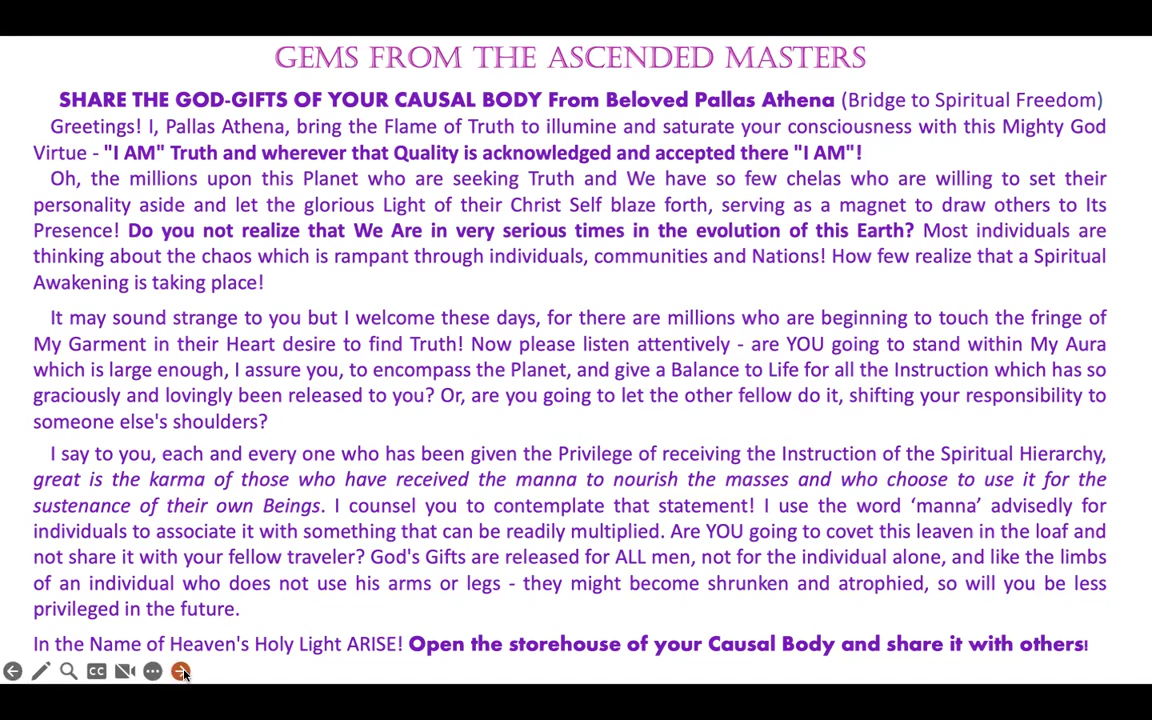 GEMS FROM THE ASCENDED MASTERS
SHARE THE GOD-GIFTS OF YOUR CAUSAL BODY From Beloved Pallas Athena (Bridge to Spiritual Freedom)
Greetings! I, Pallas Athena, bring the Flame of Truth to illumine and saturate your consciousness with this Mighty God
Virtue - "I AM" Truth and wherever that Quality is acknowledged and accepted there "I AM"!
Oh, the millions upon this Planet who are seeking Truth and We have so few chelas who are willing to set their
personality aside and let the glorious Light of their Christ Self blaze forth, serving as a magnet to draw others to Its
Presence! Do you not realize that We Are in very serious times in the evolution of this Earth? Most individuals are
thinking about the chaos which is rampant through individuals, communities and Nations! How few realize that a Spiritual
Awakening is taking place!
It may sound strange to you but I welcome these days, for there are millions who are beginning to touch the fringe of
My Garment in their Heart desire to find Truth! Now please listen attentively - are YOU going to stand within My Aura
which is large enough, I assure you, to encompass the Planet, and give a Balance to Life for all the Instruction which has so
graciously and lovingly been released to you? Or, are you going to let the other fellow do it, shifting your responsibility to
someone else's shoulders?
I say to you, each and every one who has been given the Privilege of receiving the Instruction of the Spiritual Hierarchy,
great is the karma of those who have received the manna to nourish the masses and who choose to use it for the
sustenance of their own Beings. I counsel you to contemplate that statement! I use the word ‘manna’ advisedly for
individuals to associate it with something that can be readily multiplied. Are YOU going to covet this leaven in the loaf and
not share it with your fellow traveler? God's Gifts are released for ALL men, not for the individual alone, and like the limbs
of an individual who does not use his arms or legs - they might become shrunken and atrophied, so will you be less
privileged in the future.
In the Name of Heaven's Holy Light ARISE! Open the storehouse of your Causal Body and share it with others!
CC